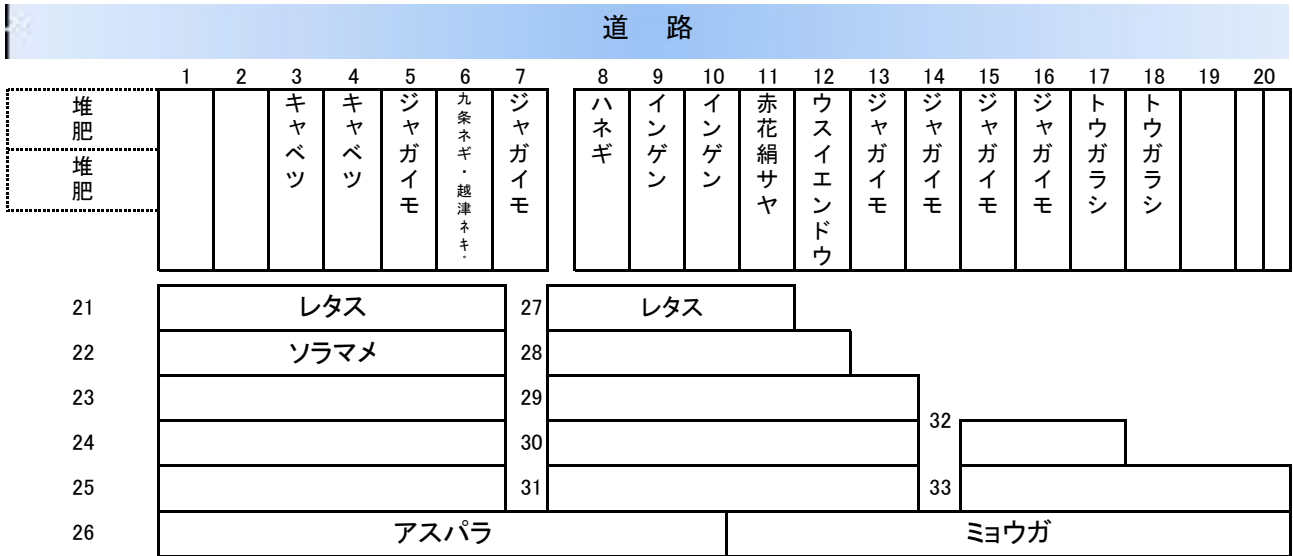 道 路
1 2 3 4 5 6 7 8 9 10 11 12 13 14 15 16 17 18 19 20
堆肥
堆肥
キャベツ
キャベツ
ジャガイモ
九条ネギ・越津ネギ
ジャガイモ
ハネギ
インゲン
インゲン
赤花絹サヤ
ウスイエンドウ
ジャガイモ
ジャガイモ
ジャガイモ
ジャガイモ
トウガラシ
トウガラシ
21 レタス 27 レタス
22 ソラマメ 28
23 29
32
24 30
25 31 33
26 アスパラ ミョウガ